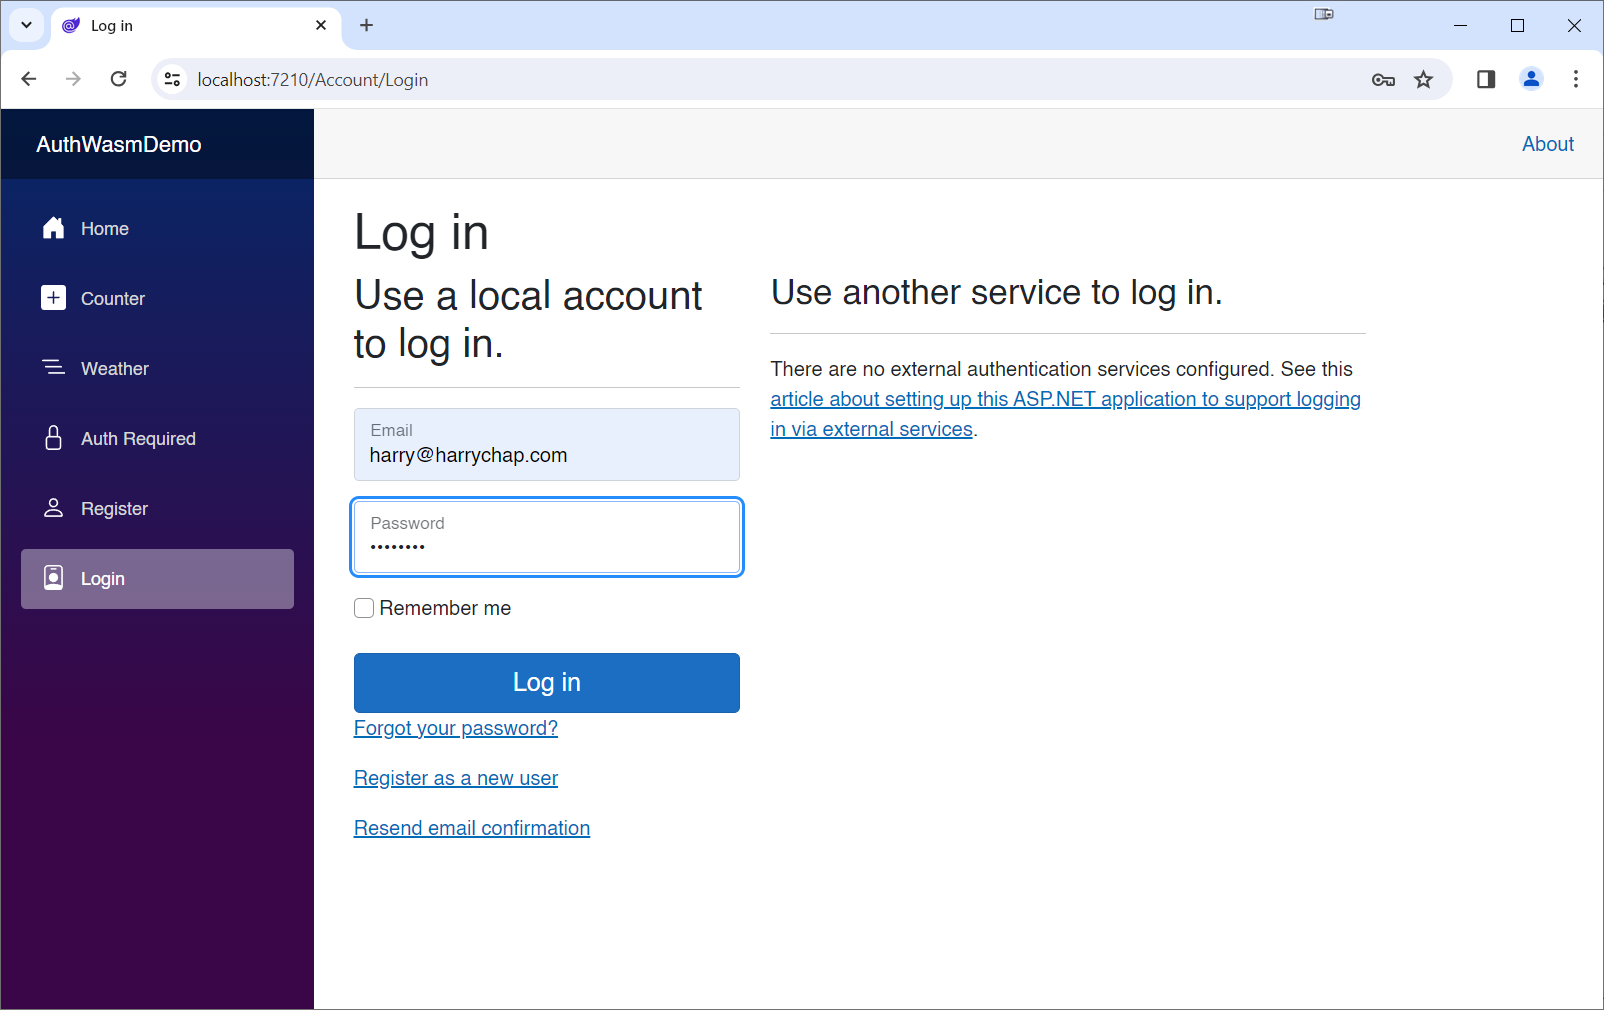 Log in
localhost:7210/Account/Login
AuthWasmDemo
About
Home
Counter
Weather
Auth Required
Register
Login
Log in
Use a local account
to log in.
Email
harry@harrychap.com
Password
••••••••
Remember me
Log in
Forgot your password?
Register as a new user
Resend email confirmation
Use another service to log in.
There are no external authentication services configured. See this
article about setting up this ASP.NET application to support logging
in via external services.